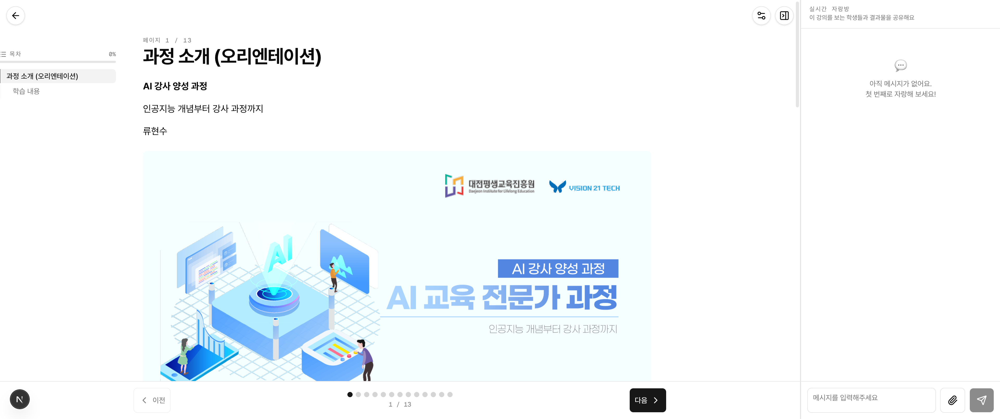 실시간 자랑방
이 강의를 보는 학생들과 결과물을 공유해요
페이지 1 / 13
과정 소개 (오리엔테이션)
목차 0%
과정 소개 (오리엔테이션)
학습 내용
AI 강사 양성 과정
인공지능 개념부터 강사 과정까지
류현수
대전평생교육진흥원
Daejeon Institute for Lifelong Education
VISION 21 TECH
AI
AI 강사 양성 과정
AI 교육 전문가 과정
인공지능 개념부터 강사 과정까지
아직 메시지가 없어요.
첫 번째로 자랑해 보세요!
N
이전
1 / 13
다음
메시지를 입력해주세요